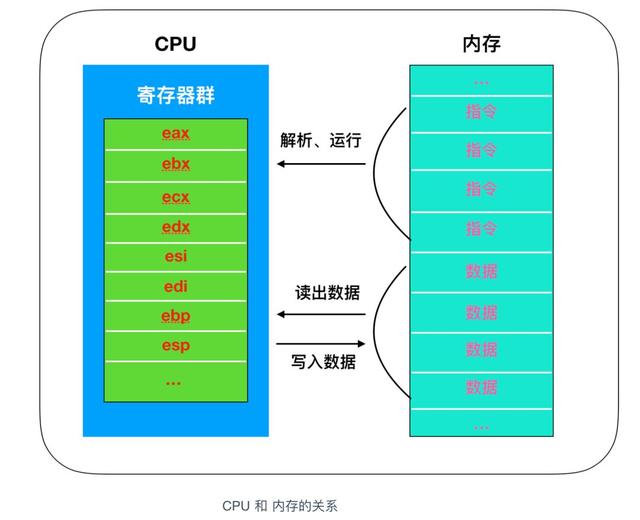 CPU
内存
寄存器群
eax
ebx
ecx
edx
esi
edi
ebp
esp
...
解析、运行
读出数据
写入数据
...
指令
指令
指令
指令
数据
数据
数据
数据
...
CPU 和 内存的关系